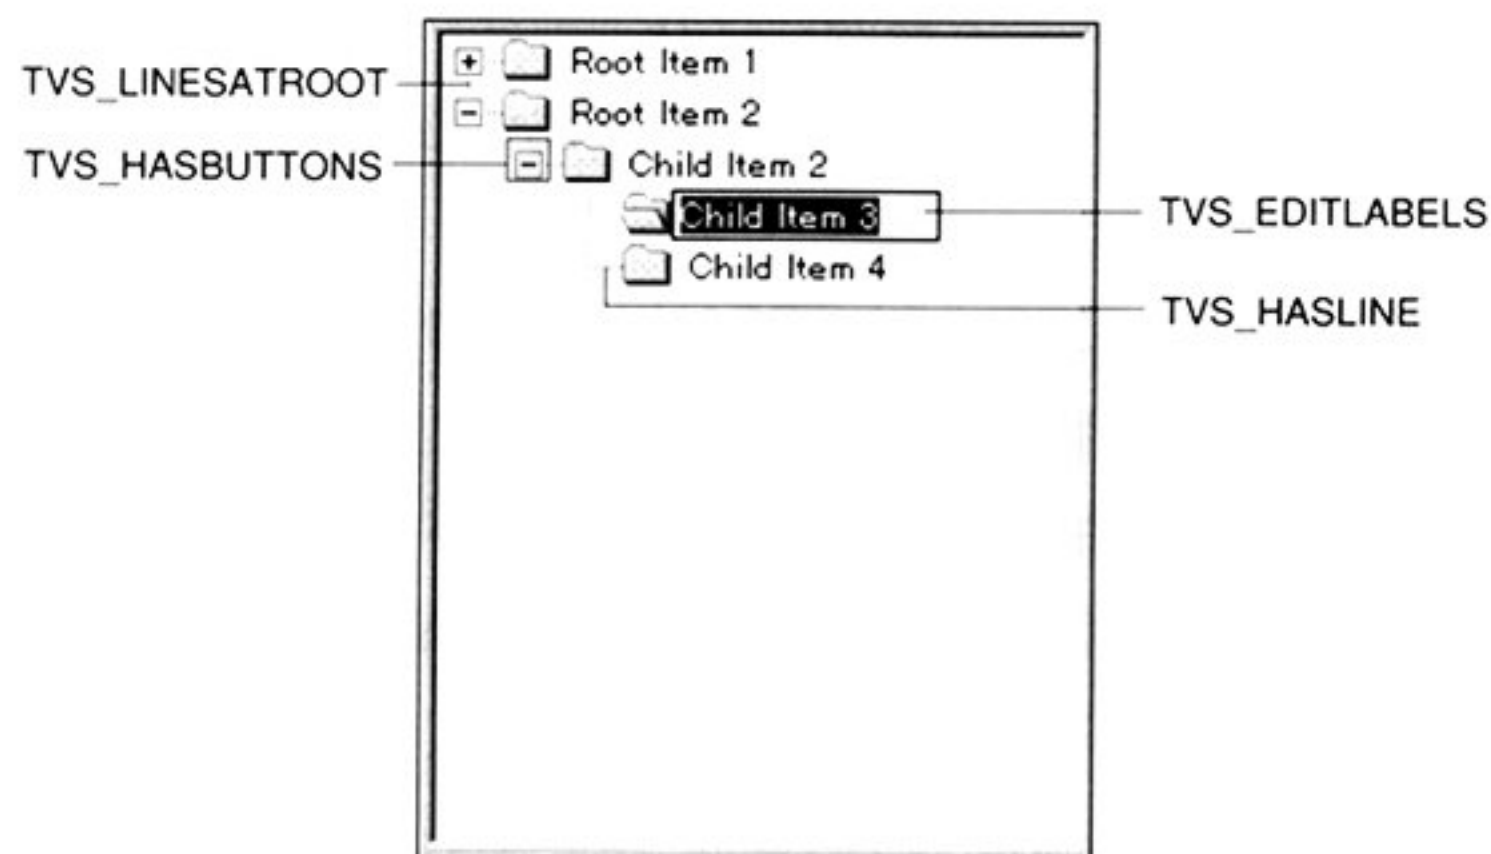 Root Item 1
TVS_LINESATROOT
Root Item 2
TVS_HASBUTTONS
Child Item 2
Child Item 3
TVS_EDITLABELS
Child Item 4
TVS_HASLINE